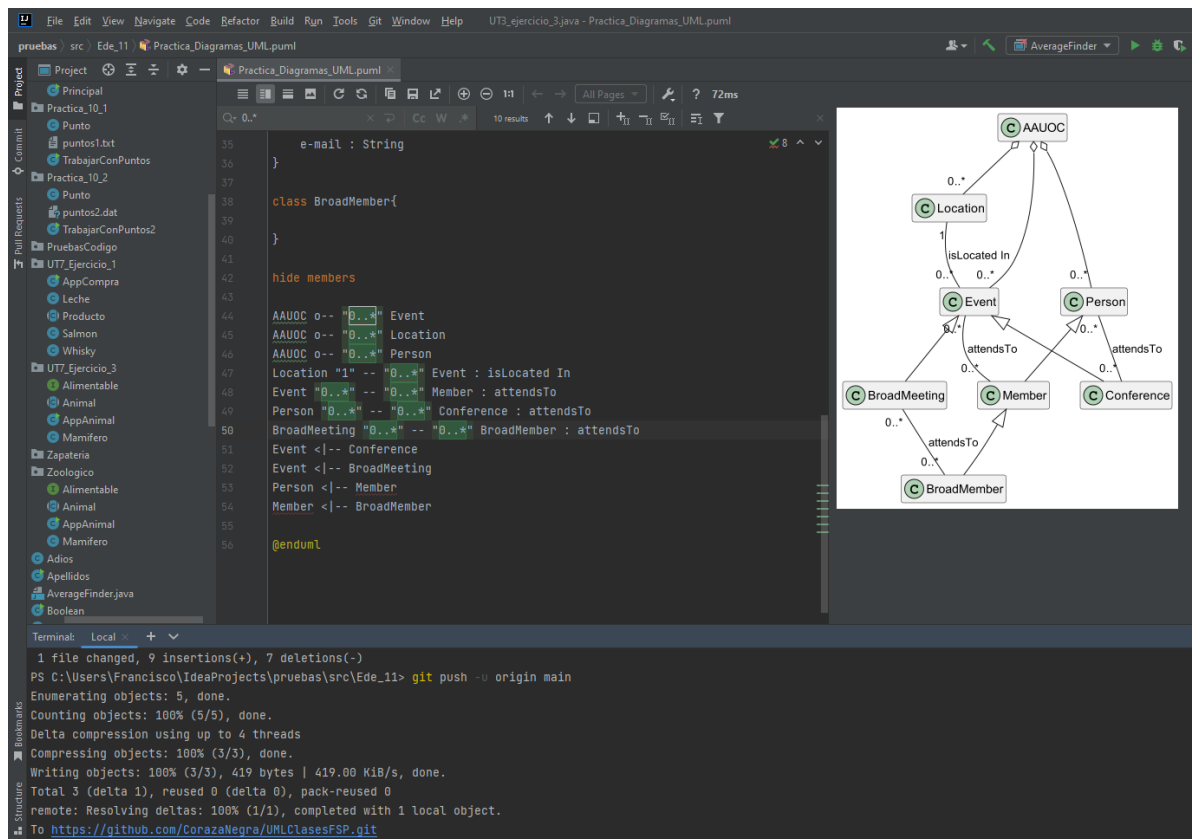 File Edit View Navigate Code Refactor Build Run Tools Git Window Help UT3_ejercicio_3.java - Practica_Diagramas_UML.puml
pruebas src Ede_11 Practica_Diagramas_UML.puml
AverageFinder
Project
Practica_Diagramas_UML.puml
Project
Commit
Pull Requests
Bookmarks
Structure
Principal
Practica_10_1
Punto
puntos1.txt
TrabajarConPuntos
Practica_10_2
Punto
puntos2.dat
TrabajarConPuntos2
PruebasCodigo
UT7_Ejercicio_1
AppCompra
Leche
Producto
Salmon
Whisky
UT7_Ejercicio_3
Alimentable
Animal
AppAnimal
Mamifero
Zapateria
Zoologico
Alimentable
Animal
AppAnimal
Mamifero
Adios
Apellidos
AverageFinder.java
Boolean
1:1 All Pages ? 72ms
0..* Cc W .* 10 results
8
35 e-mail : String
36 }
37
38 class BroadMember{
39
40 }
41
42 hide members
43
44 AAUOC o-- "0..*" Event
45 AAUOC o-- "0..*" Location
46 AAUOC o-- "0..*" Person
47 Location "1" -- "0..*" Event : isLocated In
48 Event "0..*" -- "0..*" Member : attendsTo
49 Person "0..*" -- "0..*" Conference : attendsTo
50 BroadMeeting "0..*" -- "0..*" BroadMember : attendsTo
51 Event <|-- Conference
52 Event <|-- BroadMeeting
53 Person <|-- Member
54 Member <|-- BroadMember
55
56 @enduml
C AAUOC
0..*
C Location
1
isLocated In
0..* 0..* 0..*
C Event C Person
0..* 0..*
attendsTo attendsTo
0..* 0..*
C BroadMeeting C Member C Conference
0..*
attendsTo
0..*
C BroadMember
Terminal: Local
1 file changed, 9 insertions(+), 7 deletions(-)
PS C:\Users\Francisco\IdeaProjects\pruebas\src\Ede_11> git push -u origin main
Enumerating objects: 5, done.
Counting objects: 100% (5/5), done.
Delta compression using up to 4 threads
Compressing objects: 100% (3/3), done.
Writing objects: 100% (3/3), 419 bytes | 419.00 KiB/s, done.
Total 3 (delta 1), reused 0 (delta 0), pack-reused 0
remote: Resolving deltas: 100% (1/1), completed with 1 local object.
To https://github.com/CorazaNegra/UMLClasesFSP.git